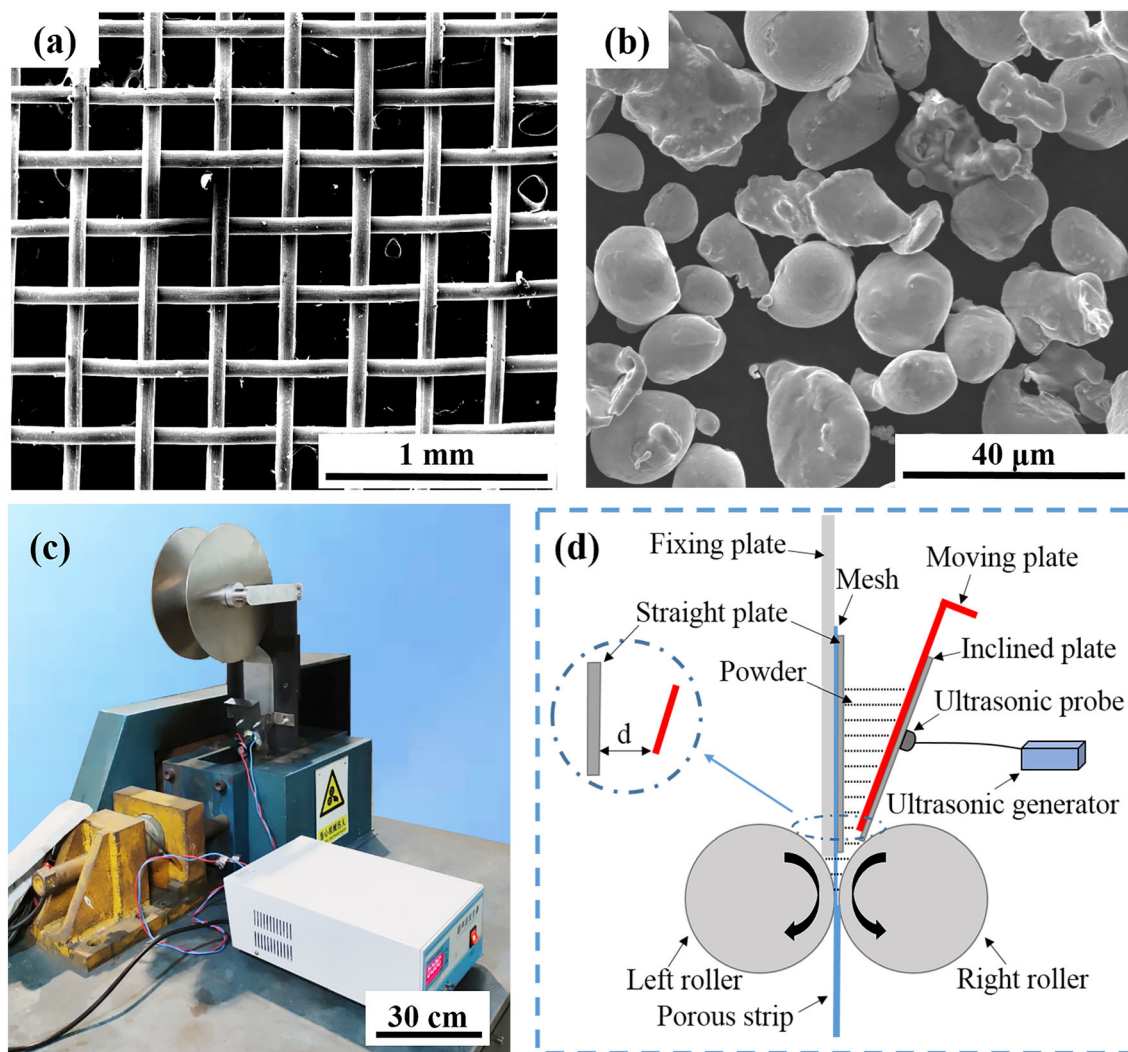 (a)
1 mm
(b)
40 μm
(c)
30 cm
(d)
Fixing plate
Mesh
Moving plate
Straight plate
Inclined plate
Powder
Ultrasonic probe
d
Ultrasonic generator
Left roller
Right roller
Porous strip